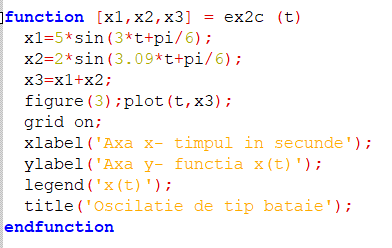 function [x1,x2,x3] = ex2c (t)
x1=5*sin(3*t+pi/6);
x2=2*sin(3.09*t+pi/6);
x3=x1+x2;
figure(3);plot(t,x3);
grid on;
xlabel('Axa x- timpul in secunde');
ylabel('Axa y- functia x(t)');
legend('x(t)');
title('Oscilatie de tip bataie');
endfunction